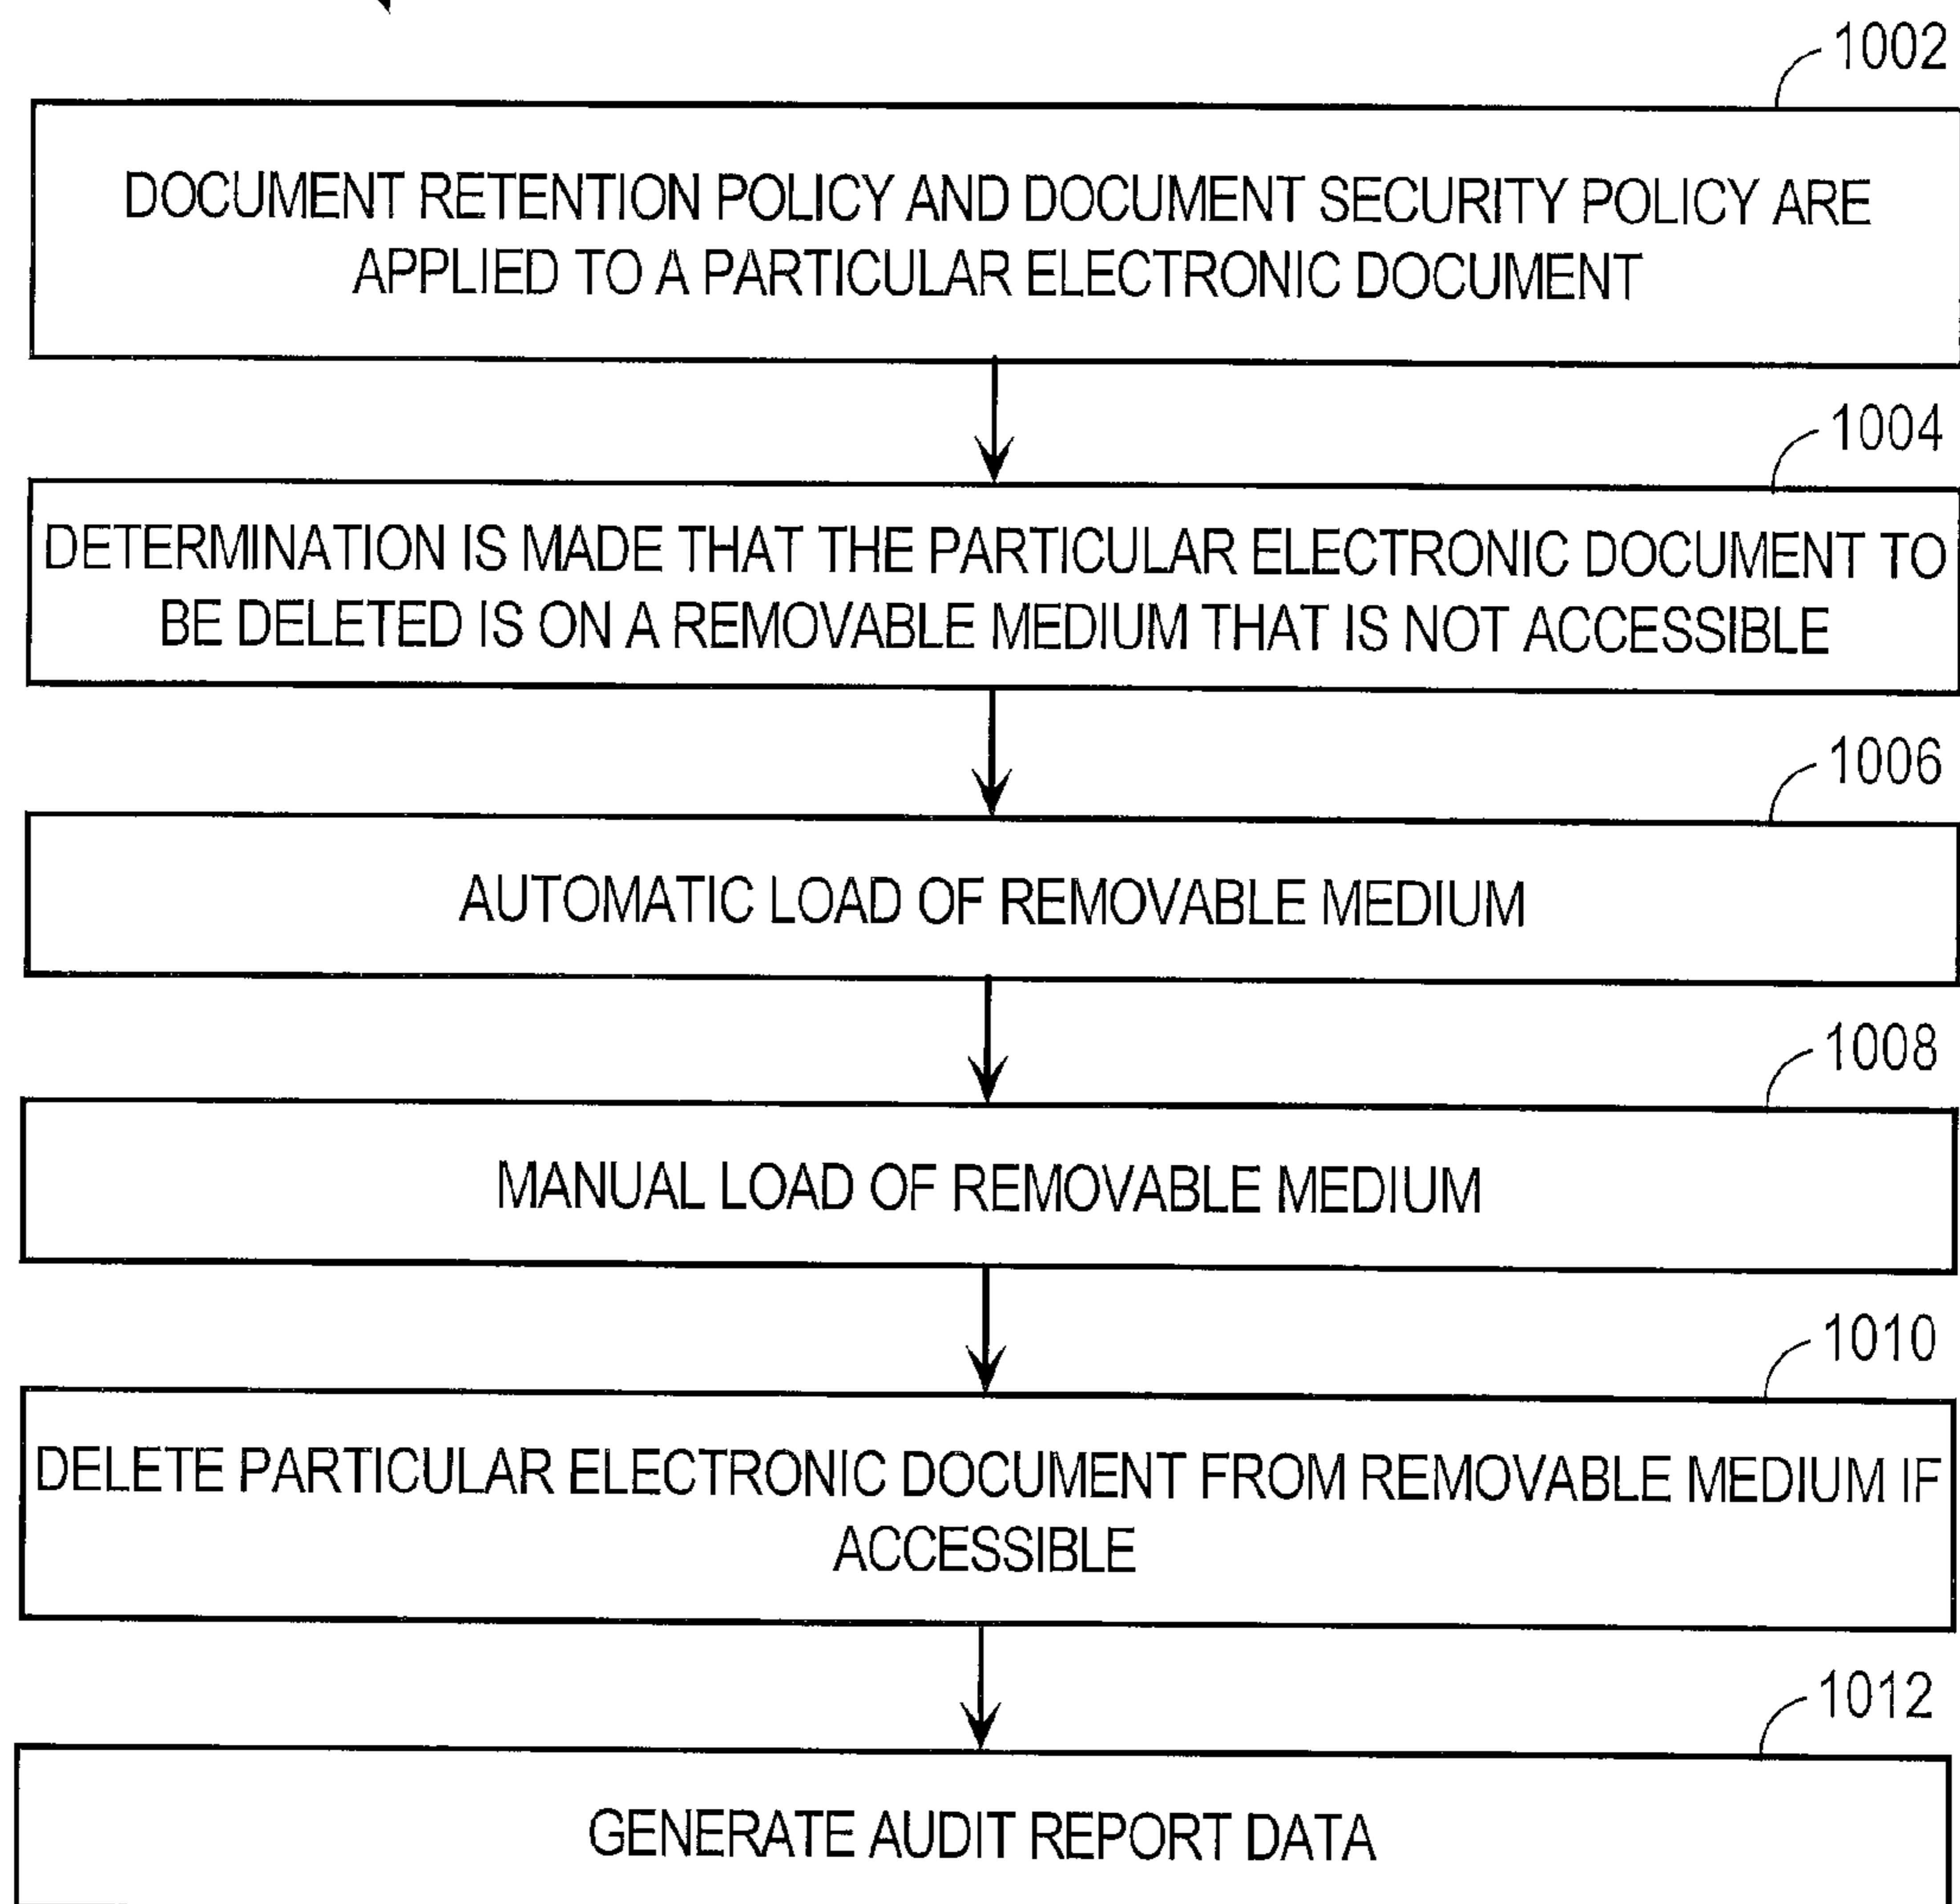 1002
DOCUMENT RETENTION POLICY AND DOCUMENT SECURITY POLICY ARE
APPLIED TO A PARTICULAR ELECTRONIC DOCUMENT
1004
DETERMINATION IS MADE THAT THE PARTICULAR ELECTRONIC DOCUMENT TO
BE DELETED IS ON A REMOVABLE MEDIUM THAT IS NOT ACCESSIBLE
1006
AUTOMATIC LOAD OF REMOVABLE MEDIUM
1008
MANUAL LOAD OF REMOVABLE MEDIUM
1010
DELETE PARTICULAR ELECTRONIC DOCUMENT FROM REMOVABLE MEDIUM IF
ACCESSIBLE
1012
GENERATE AUDIT REPORT DATA